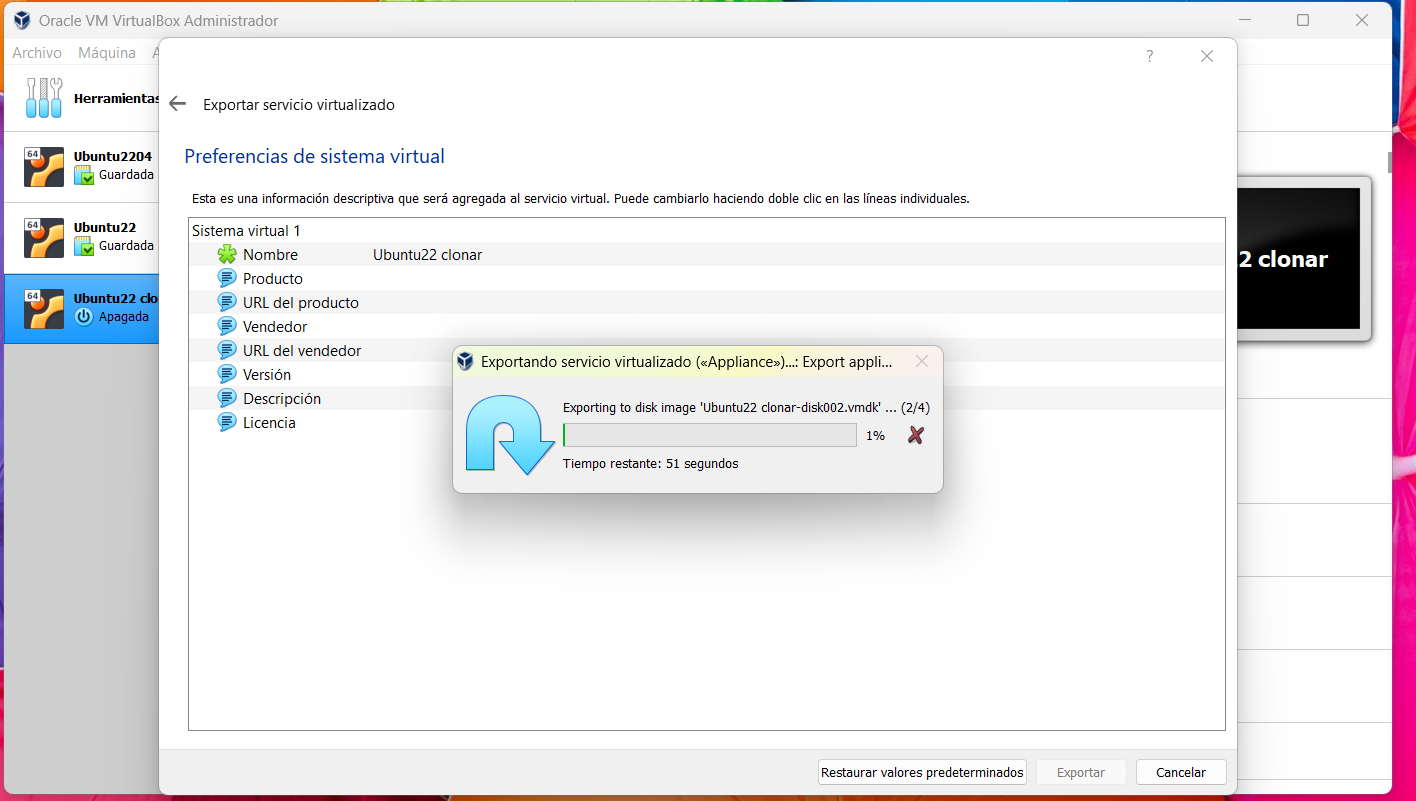 Oracle VM VirtualBox Administrador
Archivo Máquina A
?
Herramientas
Exportar servicio virtualizado
64
Ubuntu2204
Guardada
64
Ubuntu22
Guardada
64
Ubuntu22 clo
Apagada
Preferencias de sistema virtual
Esta es una información descriptiva que será agregada al servicio virtual. Puede cambiarlo haciendo doble clic en las líneas individuales.
Sistema virtual 1
Nombre Ubuntu22 clonar
Producto
URL del producto
Vendedor
URL del vendedor
Versión
Descripción
Licencia
2 clonar
Exportando servicio virtualizado («Appliance»)...: Export appli...
Exporting to disk image 'Ubuntu22 clonar-disk002.vmdk' ... (2/4)
1%
Tiempo restante: 51 segundos
Restaurar valores predeterminados Exportar Cancelar